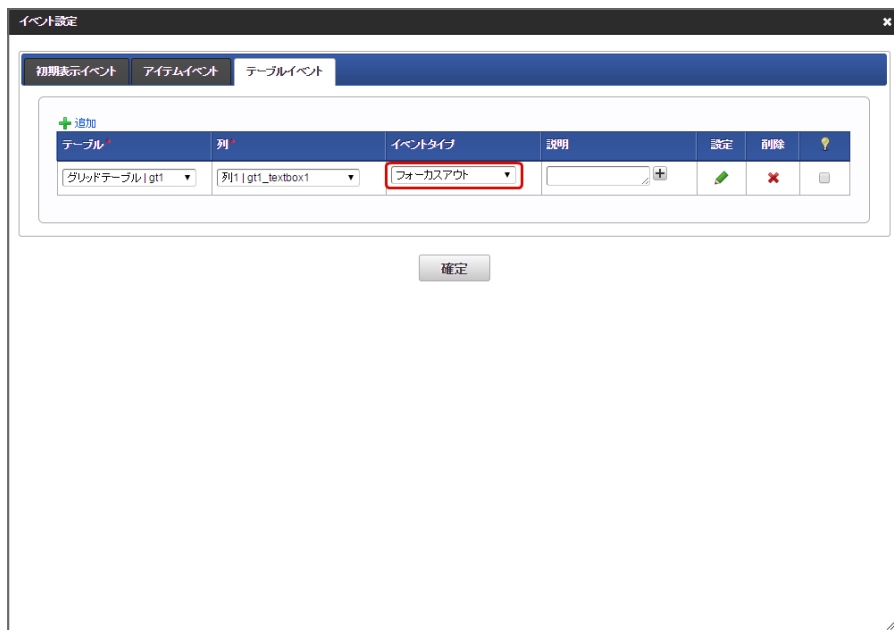 イベント設定
初期表示イベント アイテムイベント テーブルイベント
追加
テーブル* 列* イベントタイプ 説明 設定 削除
グリッドテーブル | gt1 列1 | gt1_textbox1 フォーカスアウト
確定